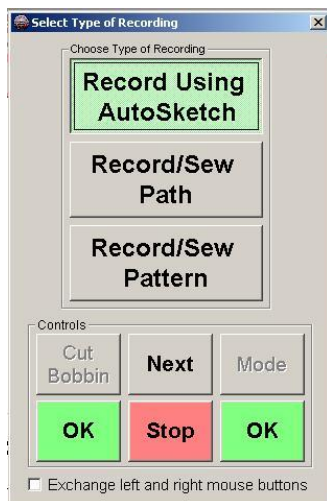 Select Type of Recording
Choose Type of Recording
Record Using
AutoSketch
Record/Sew
Path
Record/Sew
Pattern
Controls
Cut
Bobbin
Next
Mode
OK
Stop
OK
Exchange left and right mouse buttons